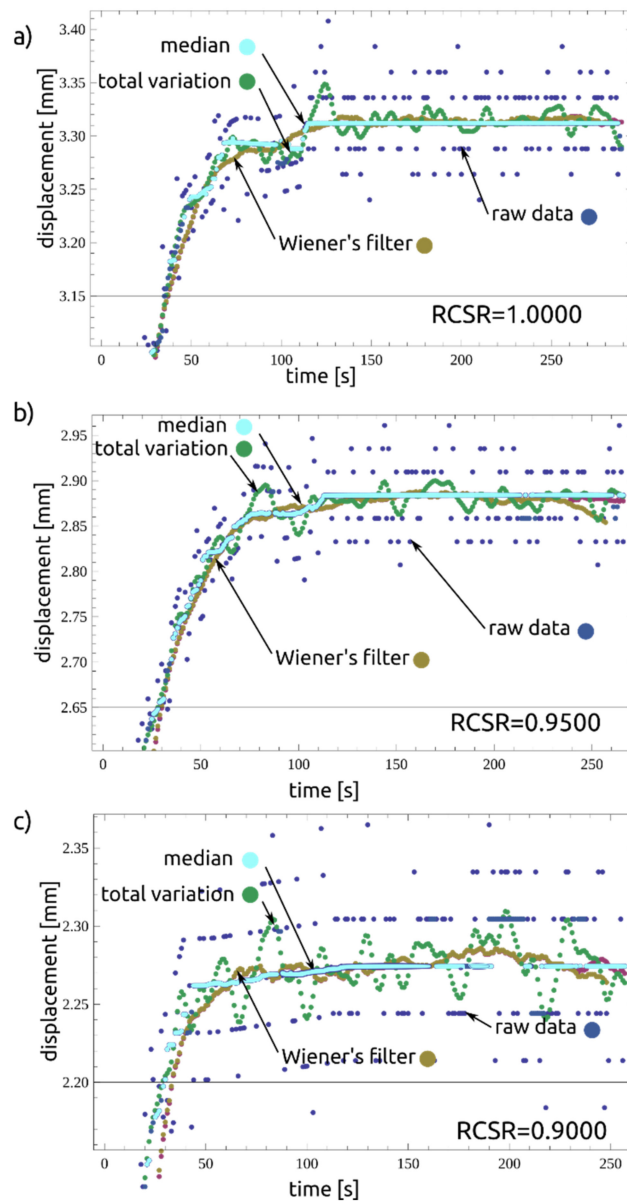 a)
3.40
median
3.35
total variation
3.30
displacement [mm]
3.25
raw data
Wiener's filter
3.20
3.15
RCSR=1.0000
0 50 100 150 200 250
time [s]
b)
2.95
median
total variation
2.90
2.85
displacement [mm]
2.80
2.75
raw data
Wiener's filter
2.70
2.65
RCSR=0.9500
0 50 100 150 200 250
time [s]
c)
2.35
median
total variation
2.30
displacement [mm]
2.25
raw data
Wiener's filter
2.20
RCSR=0.9000
0 50 100 150 200 250
time [s]